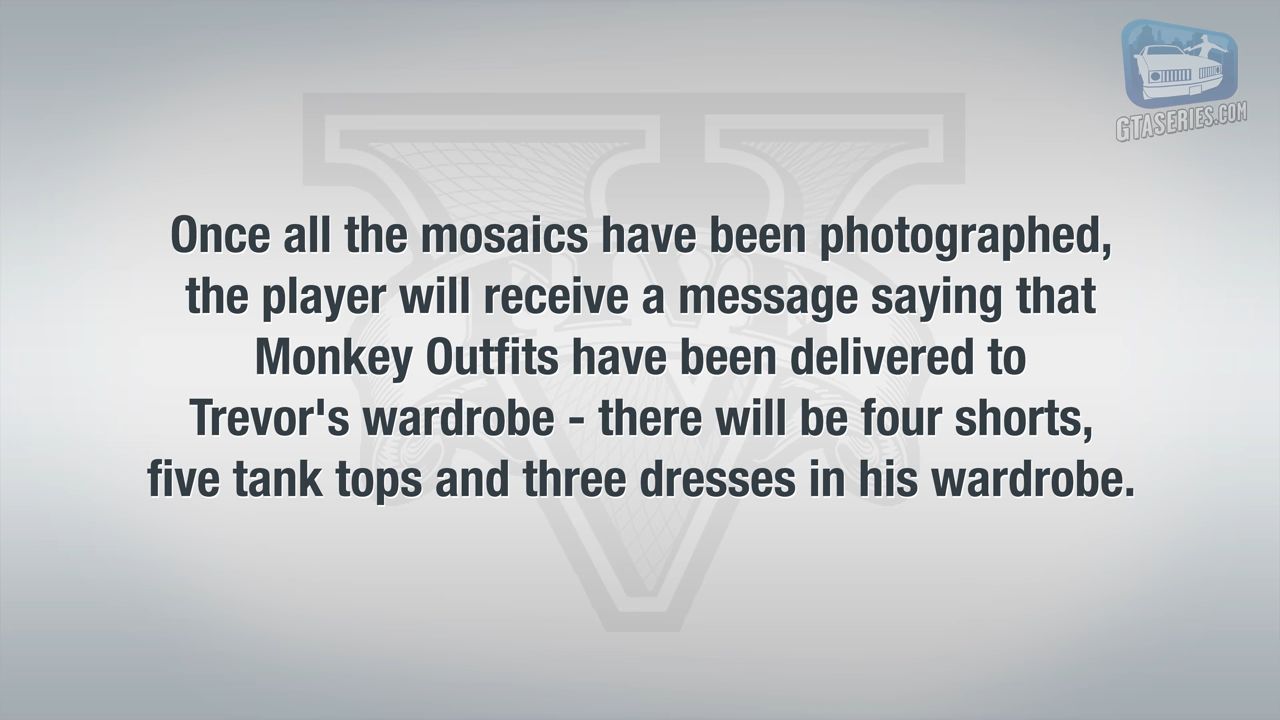 GTASERIES.COM
Once all the mosaics have been photographed,
the player will receive a message saying that
Monkey Outfits have been delivered to
Trevor's wardrobe - there will be four shorts,
five tank tops and three dresses in his wardrobe.